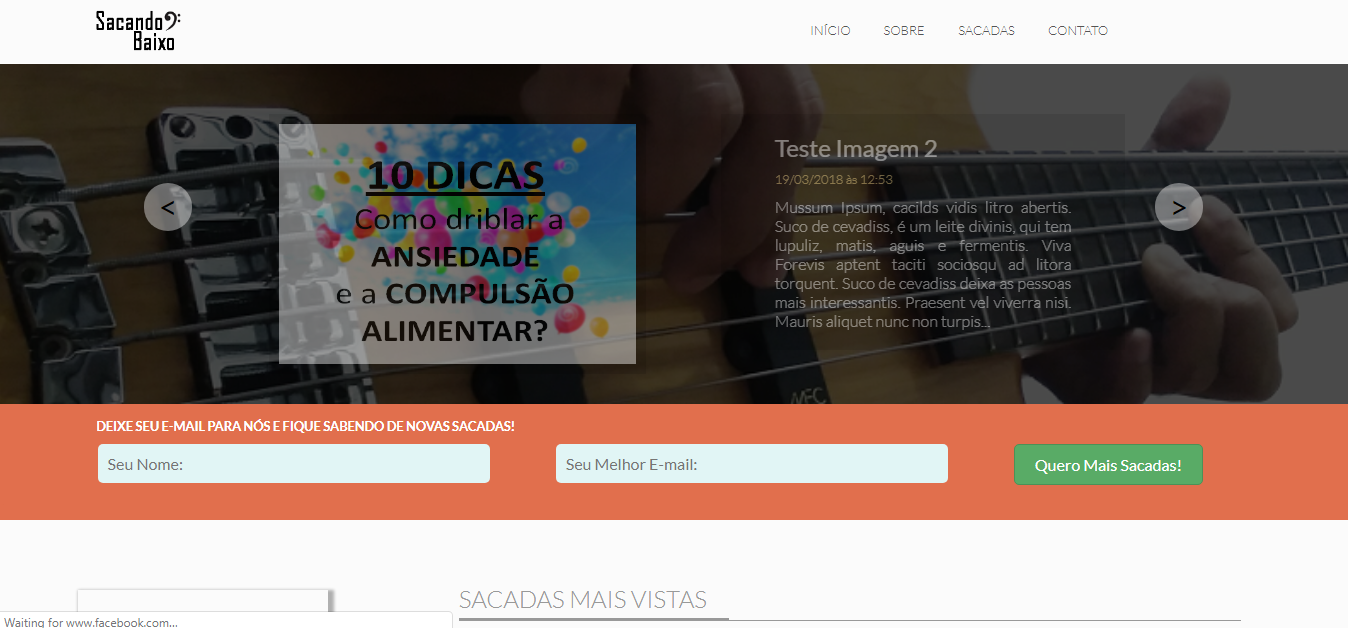 Sacando
Baixo
INÍCIO SOBRE SACADAS CONTATO
10 DICAS
Como driblar a
ANSIEDADE
e a COMPULSÃO
ALIMENTAR?
<
Teste Imagem 2
19/03/2018 às 12:53
Mussum Ipsum, cacilds vidis litro abertis.
Suco de cevadiss, é um leite divinis, qui tem
lupuliz, matis, aguis e fermentis. Viva
Forevis aptent taciti sociosqu ad litora
torquent. Suco de cevadiss deixa as pessoas
mais interessantis. Praesent vel viverra nisi.
Mauris aliquet nunc non turpis...
>
MEC
DEIXE SEU E-MAIL PARA NÓS E FIQUE SABENDO DE NOVAS SACADAS!
Seu Nome:
Seu Melhor E-mail:
Quero Mais Sacadas!
SACADAS MAIS VISTAS
Waiting for www.facebook.com...